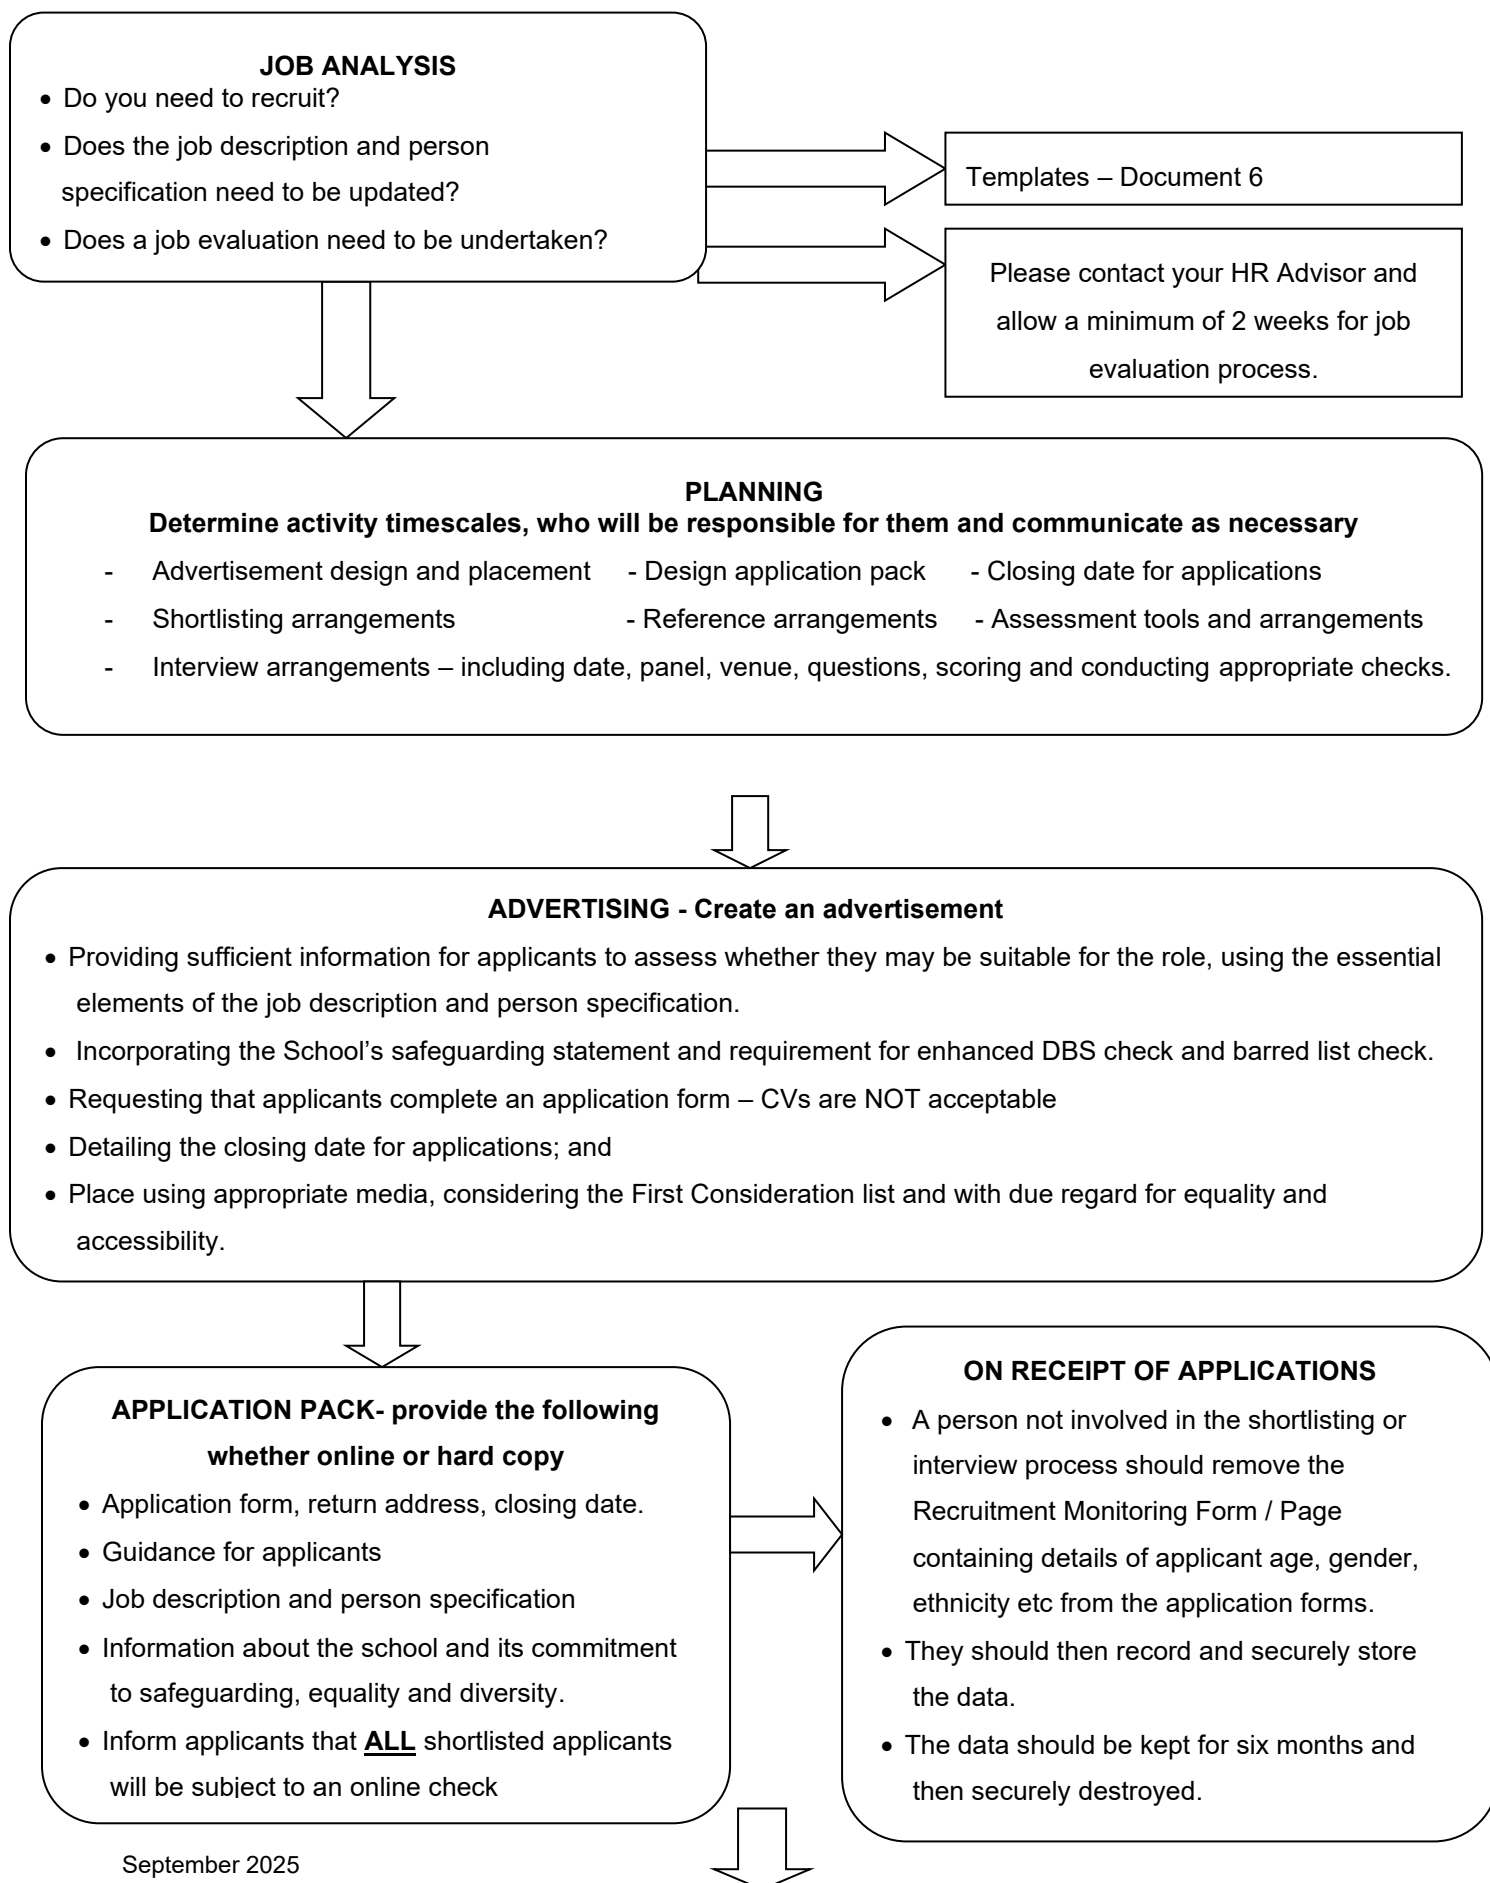 JOB ANALYSIS
• Do you need to recruit?
• Does the job description and person
specification need to be updated?
• Does a job evaluation need to be undertaken?
Templates – Document 6
Please contact your HR Advisor and
allow a minimum of 2 weeks for job
evaluation process.
PLANNING
Determine activity timescales, who will be responsible for them and communicate as necessary
- Advertisement design and placement - Design application pack - Closing date for applications
- Shortlisting arrangements - Reference arrangements - Assessment tools and arrangements
- Interview arrangements – including date, panel, venue, questions, scoring and conducting appropriate checks.
ADVERTISING - Create an advertisement
• Providing sufficient information for applicants to assess whether they may be suitable for the role, using the essential
elements of the job description and person specification.
• Incorporating the School’s safeguarding statement and requirement for enhanced DBS check and barred list check.
• Requesting that applicants complete an application form – CVs are NOT acceptable
• Detailing the closing date for applications; and
• Place using appropriate media, considering the First Consideration list and with due regard for equality and
accessibility.
APPLICATION PACK- provide the following
whether online or hard copy
• Application form, return address, closing date.
• Guidance for applicants
• Job description and person specification
• Information about the school and its commitment
to safeguarding, equality and diversity.
• Inform applicants that ALL shortlisted applicants
will be subject to an online check
ON RECEIPT OF APPLICATIONS
• A person not involved in the shortlisting or
interview process should remove the
Recruitment Monitoring Form / Page
containing details of applicant age, gender,
ethnicity etc from the application forms.
• They should then record and securely store
the data.
• The data should be kept for six months and
then securely destroyed.
September 2025